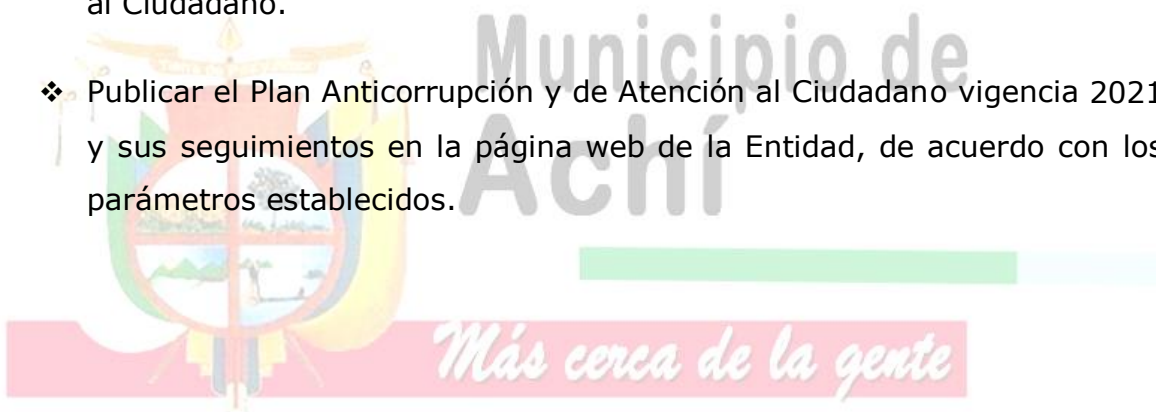 al Ciudadano.
Municipio de
❖ Publicar el Plan Anticorrupción y de Atención al Ciudadano vigencia 2021
y sus seguimientos en la página web de la Entidad, de acuerdo con los
parámetros establecidos.
Achí
Más cerca de la gente